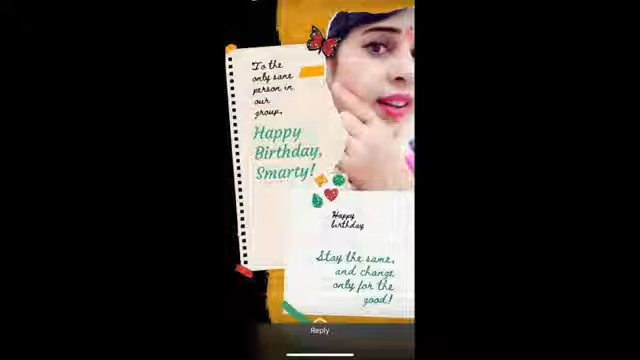 To the
only sane
person in
our
group,
Happy
Birthday,
Smarty!
Happy
birthday
Stay the same,
and change
only for the
good!
Reply